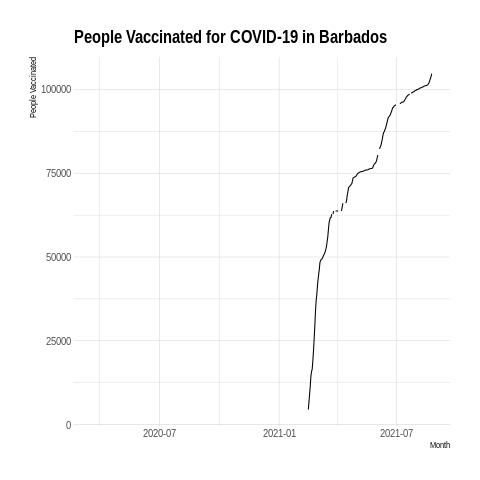 People Vaccinated for COVID-19 in Barbados
People Vaccinated
100000
75000
50000
25000
0
2020-07 2021-01 2021-07
Month